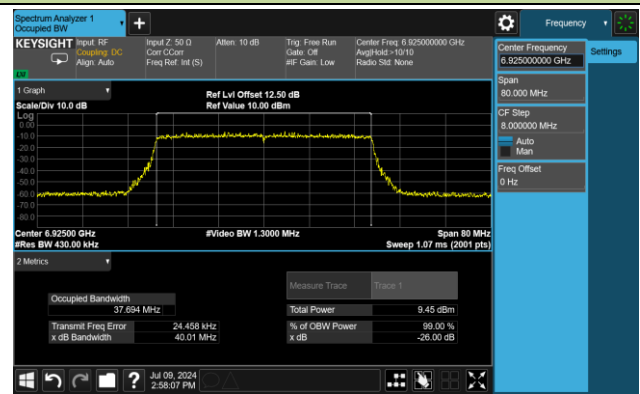 Spectrum Analyzer 1
Occupied BW
+
Frequency
KEYSIGHT
Input: RF
Coupling: DC
Align: Auto
Input Z: 50 Ω
Corr CCorr
Freq Ref: Int (S)
Atten: 10 dB
Trig: Free Run
Gate: Off
#IF Gain: Low
Center Freq: 6.925000000 GHz
Avg|Hold:>10/10
Radio Std: None
LXI
Center Frequency
6.925000000 GHz
Settings
Span
80.000 MHz
CF Step
8.000000 MHz
Auto
Man
Freq Offset
0 Hz
1 Graph
Scale/Div 10.0 dB
Ref Lvl Offset 12.50 dB
Ref Value 10.00 dBm
Log
0.00
-10.0
-20.0
-30.0
-40.0
-50.0
-60.0
-70.0
-80.0
Center 6.92500 GHz
#Video BW 1.3000 MHz
Span 80 MHz
#Res BW 430.00 kHz
Sweep 1.07 ms (2001 pts)
2 Metrics
Measure Trace
Trace 1
Occupied Bandwidth
37.694 MHz
Total Power
9.45 dBm
Transmit Freq Error
24.458 kHz
% of OBW Power
99.00 %
x dB Bandwidth
40.01 MHz
x dB
-26.00 dB
?
Jul 09, 2024
2:58:07 PM